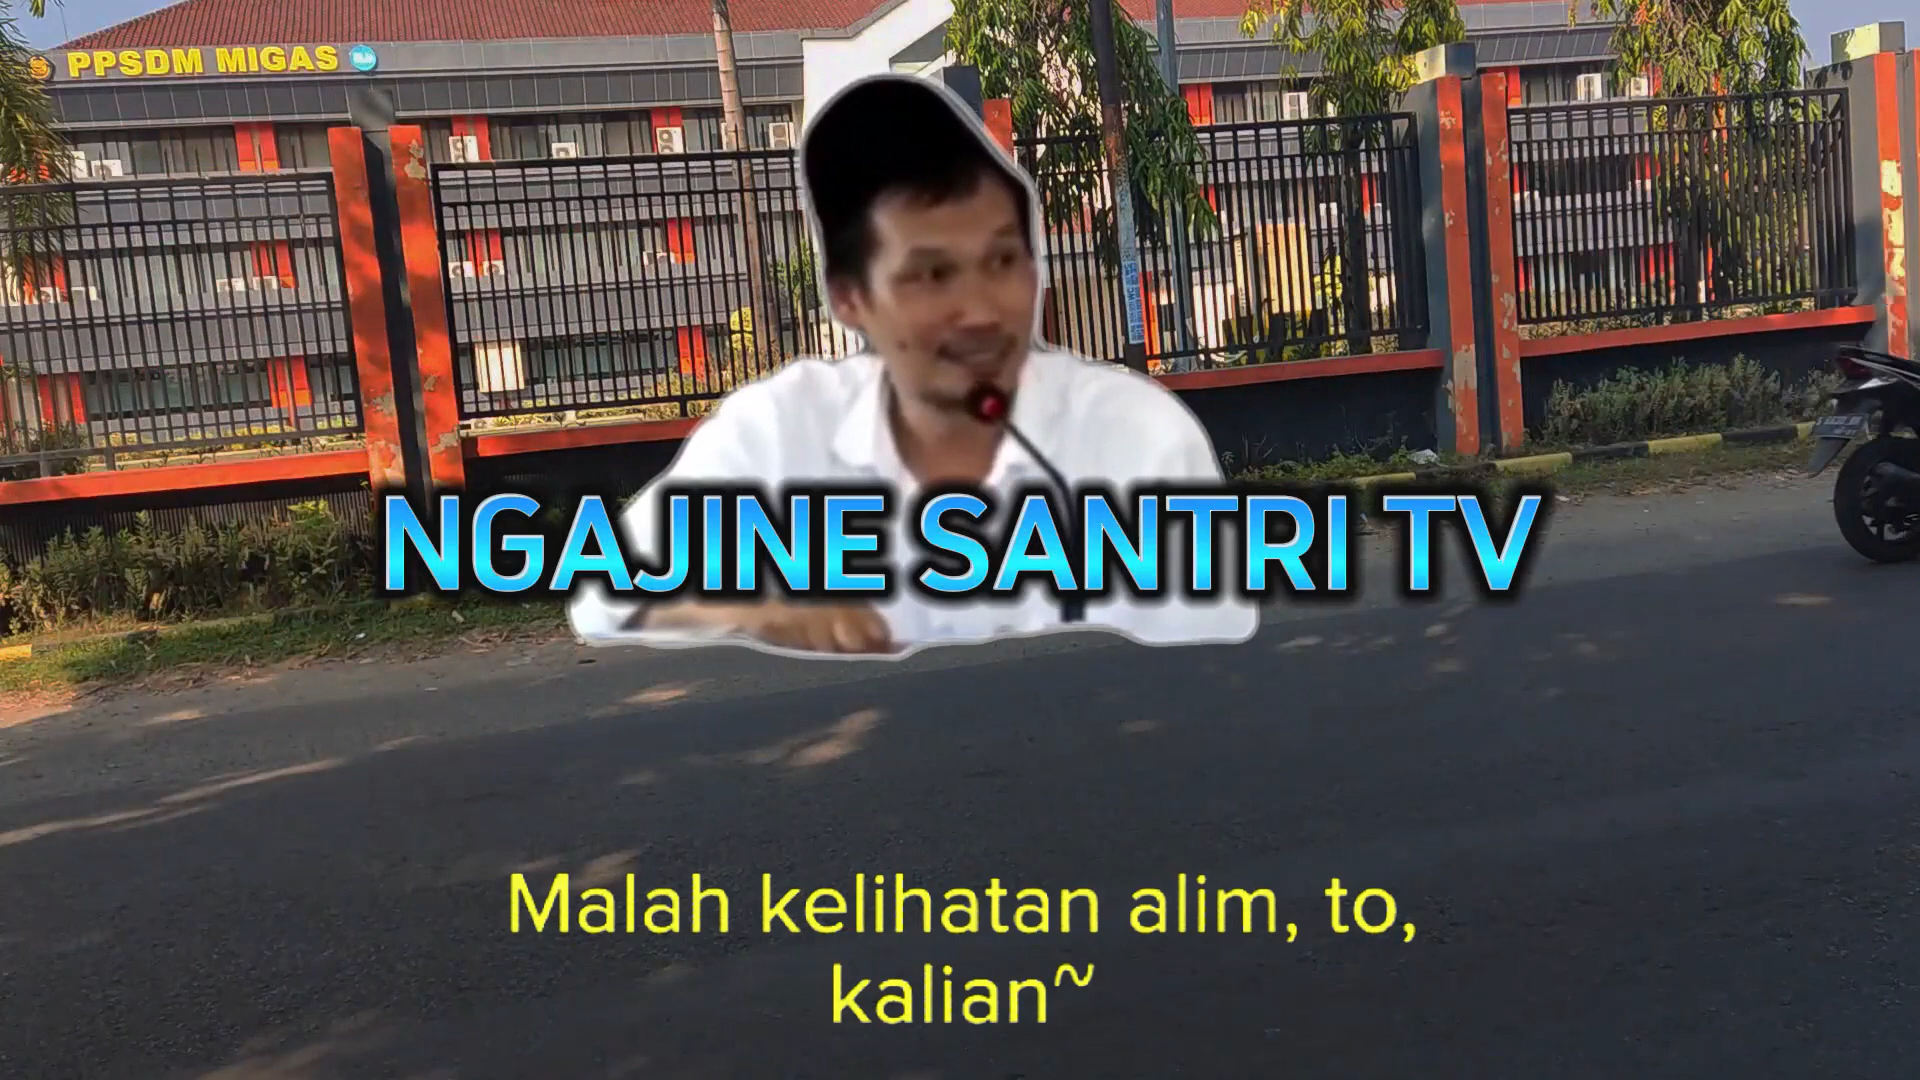 PPSDM MIGAS
NGAJINE SANTRI TV
Malah kelihatan alim, to,
kalian~